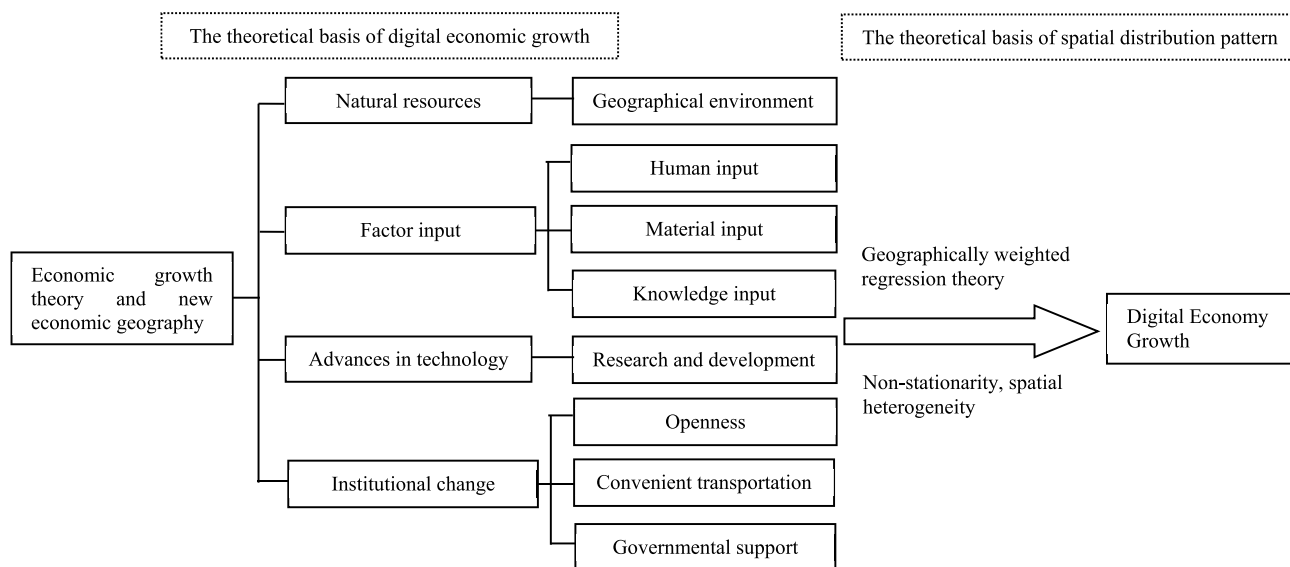 The theoretical basis of digital economic growth
The theoretical basis of spatial distribution pattern
Economic growth
theory and new
economic geography
Natural resources
Geographical environment
Factor input
Human input
Material input
Knowledge input
Advances in technology
Research and development
Institutional change
Openness
Convenient transportation
Governmental support
Geographically weighted
regression theory
Non-stationarity, spatial
heterogeneity
Digital Economy
Growth